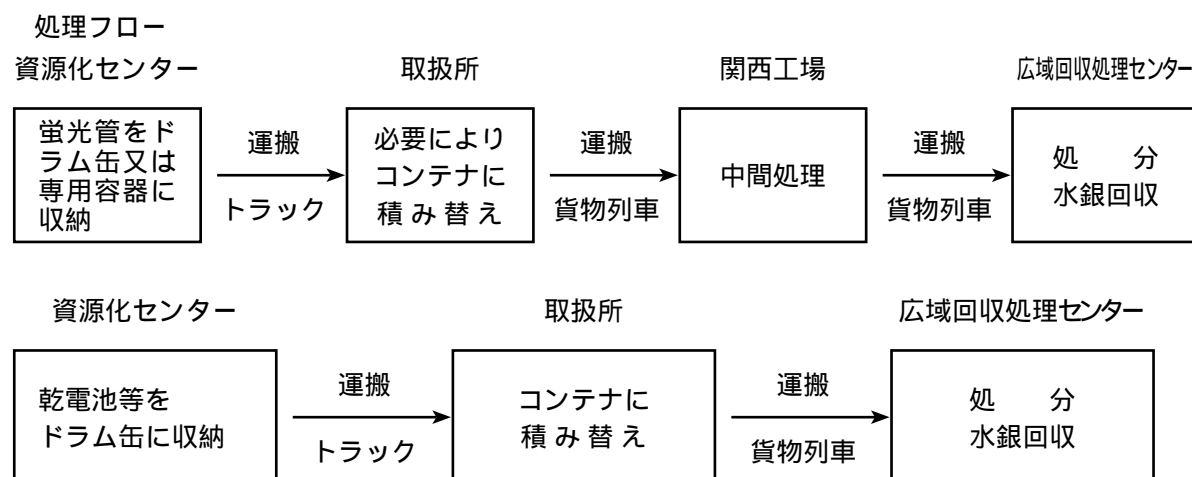 処理フロー
資源化センター 取扱所 関西工場 広域回収処理センター
蛍光管をド
ラム缶又は
専用容器に
収納
運搬
トラック
必要により
コンテナに
積み替え
運搬
貨物列車
中間処理
運搬
貨物列車
処 分
水銀回収
資源化センター 取扱所 広域回収処理センター
乾電池等を
ドラム缶に収納
運搬
トラック
コンテナに
積み替え
運搬
貨物列車
処 分
水銀回収